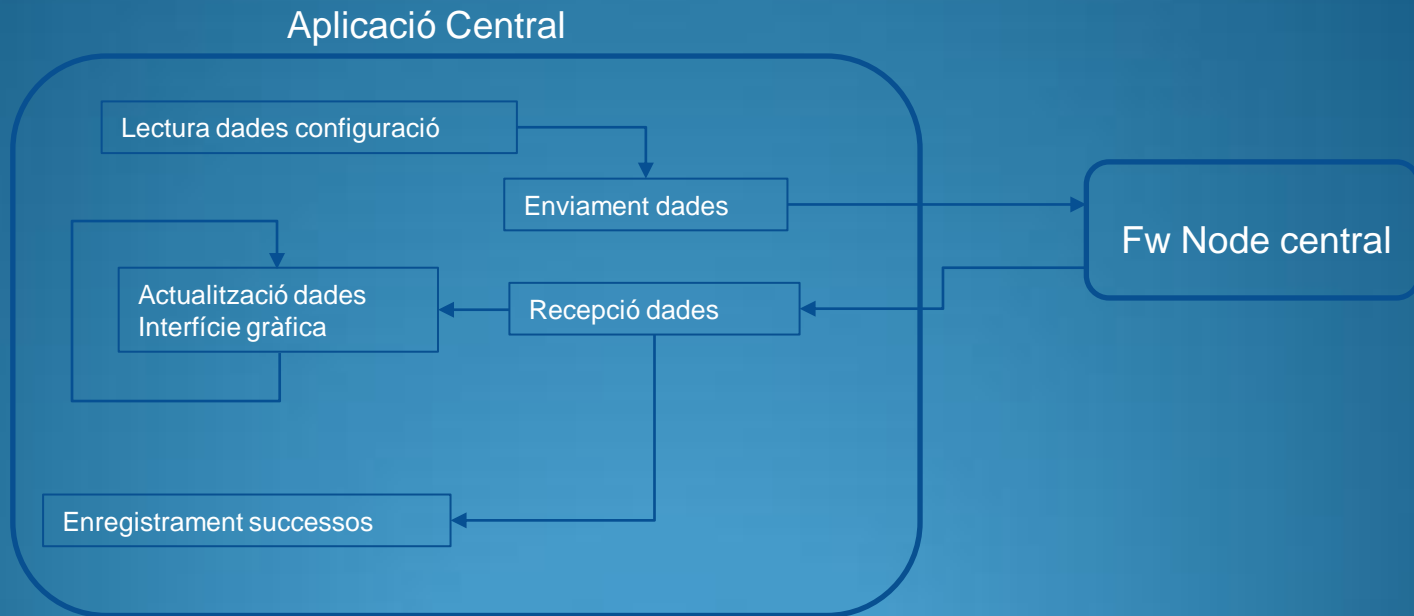 Aplicació Central
Lectura dades configuració
Enviament dades
Fw Node central
Actualització dades
Interfície gràfica
Recepció dades
Enregistrament successos